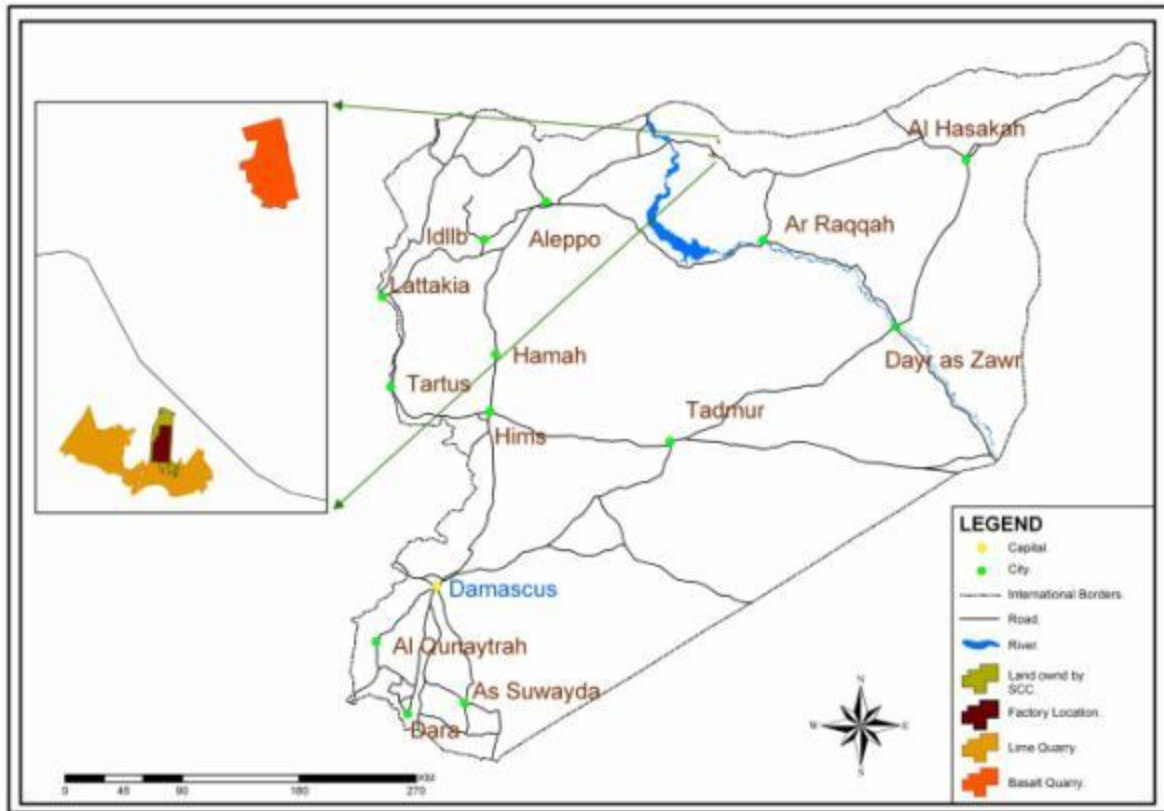 Al Hasakah
Idllb
Aleppo
Ar Raqqah
Lattakia
Hamah
Dayr as Zawr
Tartus
Tadmur
Hims
Damascus
Al Qunaytrah
As Suwayda
Dara
LEGEND
Capital.
City.
International Borders.
Road.
River.
Land ownd by
SCC.
Factory Location.
Lime Quarry.
Basalt Quarry.
N
W
E
S
KM
0 45 90 180 270